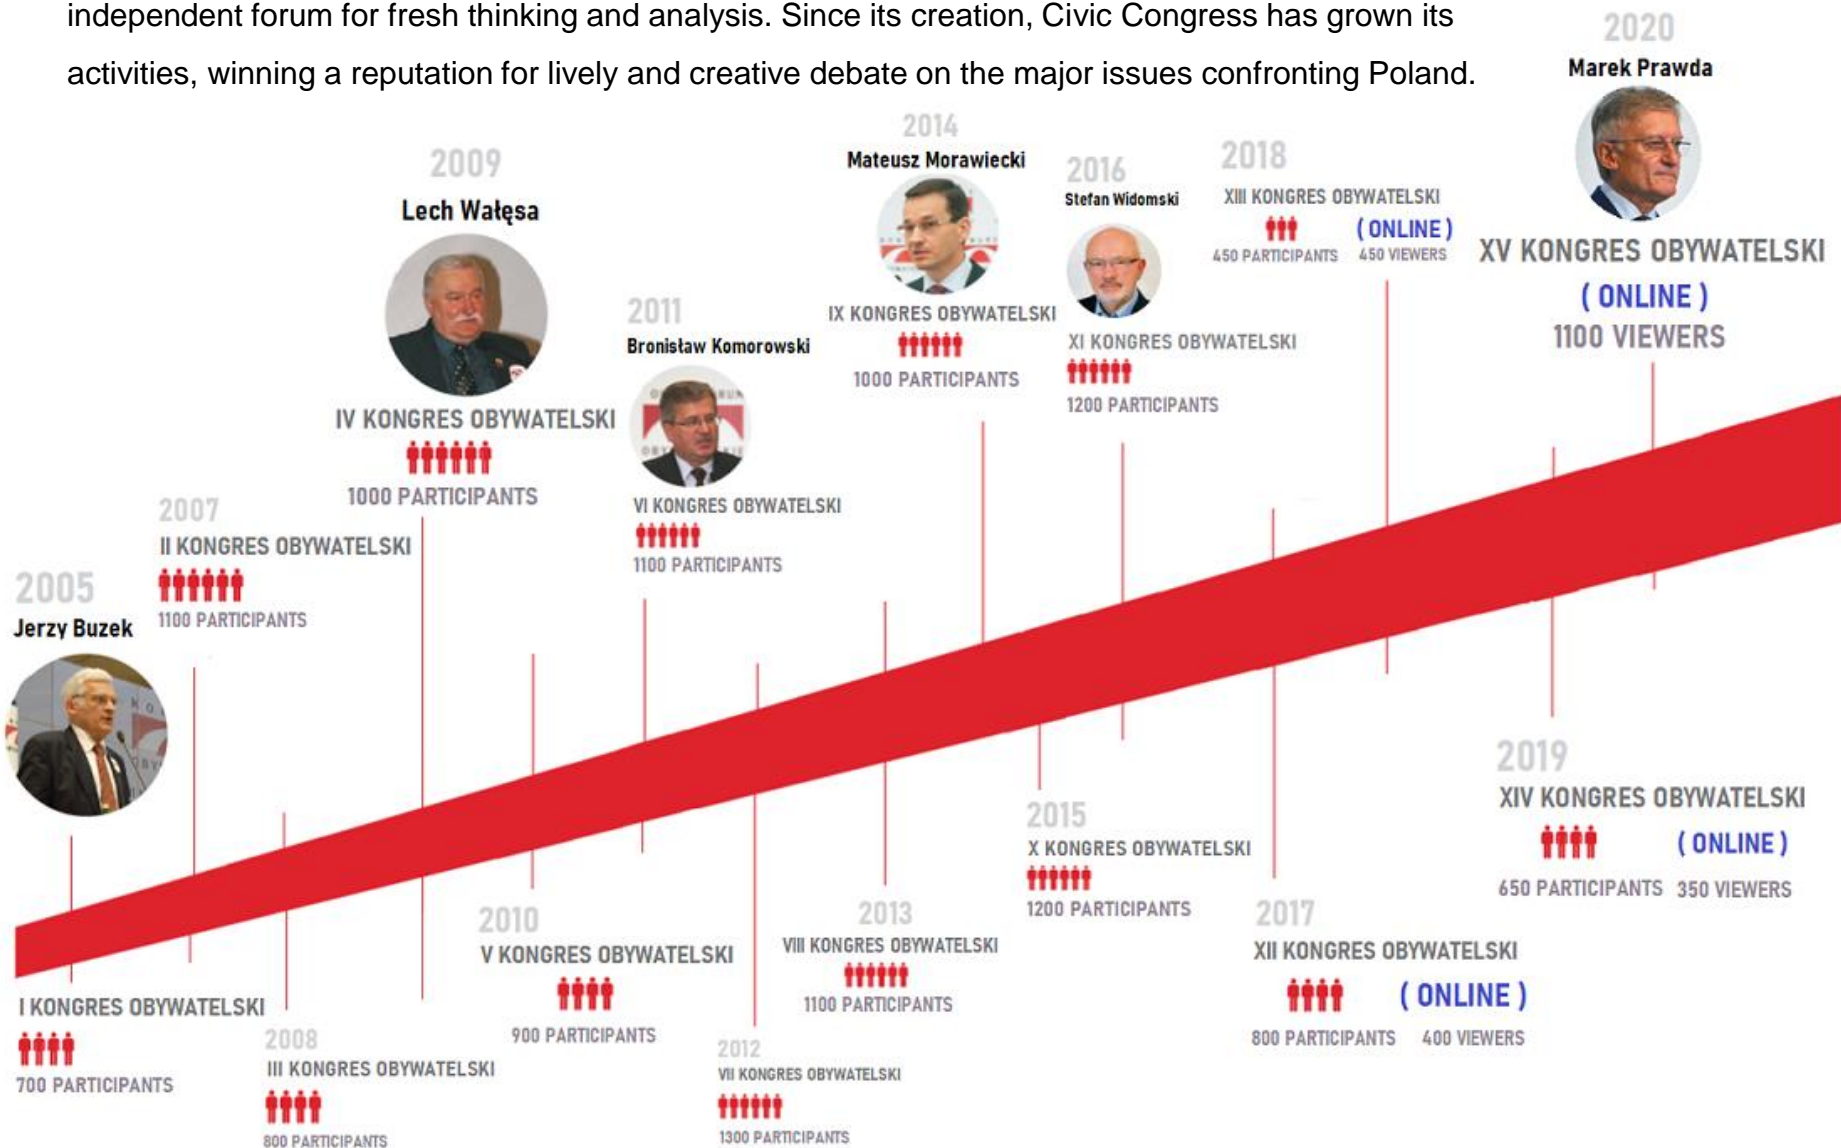 independent forum for fresh thinking and analysis. Since its creation, Civic Congress has grown its
activities, winning a reputation for lively and creative debate on the major issues confronting Poland.
2005
Jerzy Buzek
I KONGRES OBYWATELSKI
700 PARTICIPANTS
2007
II KONGRES OBYWATELSKI
1100 PARTICIPANTS
2008
III KONGRES OBYWATELSKI
800 PARTICIPANTS
2009
Lech Wałęsa
IV KONGRES OBYWATELSKI
1000 PARTICIPANTS
2010
V KONGRES OBYWATELSKI
900 PARTICIPANTS
2011
Bronisław Komorowski
VI KONGRES OBYWATELSKI
1100 PARTICIPANTS
2012
VII KONGRES OBYWATELSKI
1300 PARTICIPANTS
2013
VIII KONGRES OBYWATELSKI
1100 PARTICIPANTS
2014
Mateusz Morawiecki
IX KONGRES OBYWATELSKI
1000 PARTICIPANTS
2015
X KONGRES OBYWATELSKI
1200 PARTICIPANTS
2016
Stefan Widomski
XI KONGRES OBYWATELSKI
1200 PARTICIPANTS
2017
XII KONGRES OBYWATELSKI
( ONLINE )
800 PARTICIPANTS 400 VIEWERS
2018
XIII KONGRES OBYWATELSKI
( ONLINE )
450 PARTICIPANTS 450 VIEWERS
2019
XIV KONGRES OBYWATELSKI
( ONLINE )
650 PARTICIPANTS 350 VIEWERS
2020
Marek Prawda
XV KONGRES OBYWATELSKI
( ONLINE )
1100 VIEWERS